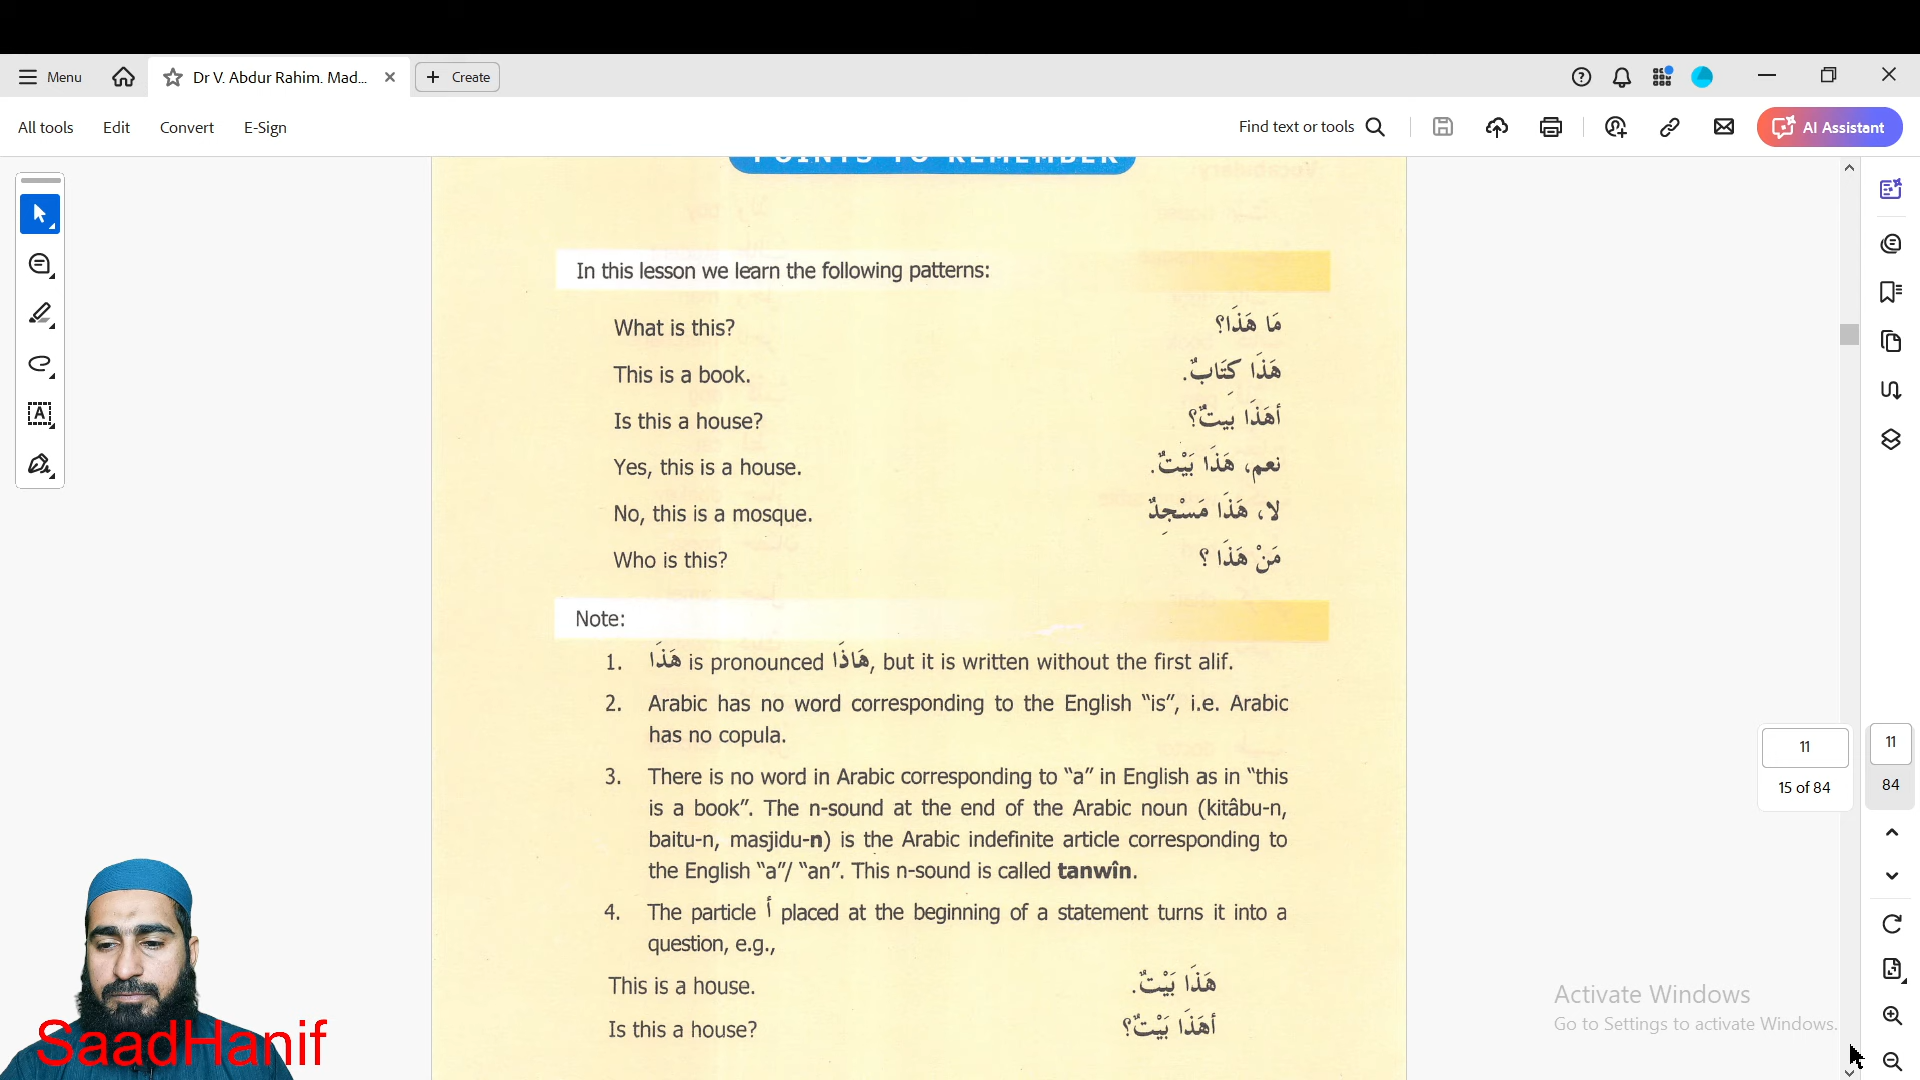 Menu
Dr V. Abdur Rahim. Mad...
Create
All tools
Edit
Convert
E-Sign
Find text or tools
AI Assistant
POINTS TO REMEMBER
In this lesson we learn the following patterns:
What is this? مَا هَذَا؟
This is a book. هَذَا كِتَابٌ.
Is this a house? أهَذَا بَيتٌ؟
Yes, this is a house. نعم، هَذَا بَيْتٌ.
No, this is a mosque. لا، هَذَا مَسْجِدٌ
Who is this? مَنْ هَذَا ؟
Note:
1. هَذَا is pronounced هَاذَا, but it is written without the first alif.
2. Arabic has no word corresponding to the English "is", i.e. Arabic
has no copula.
3. There is no word in Arabic corresponding to "a" in English as in "this
is a book". The n-sound at the end of the Arabic noun (kitâbu-n,
baitu-n, masjidu-n) is the Arabic indefinite article corresponding to
the English "a"/ "an". This n-sound is called tanwîn.
4. The particle أ placed at the beginning of a statement turns it into a
question, e.g.,
This is a house. هَذَا بَيْتٌ.
Is this a house? أهَذَا بَيْتٌ؟
11
15 of 84
11
84
Activate Windows
Go to Settings to activate Windows.
SaadHanif